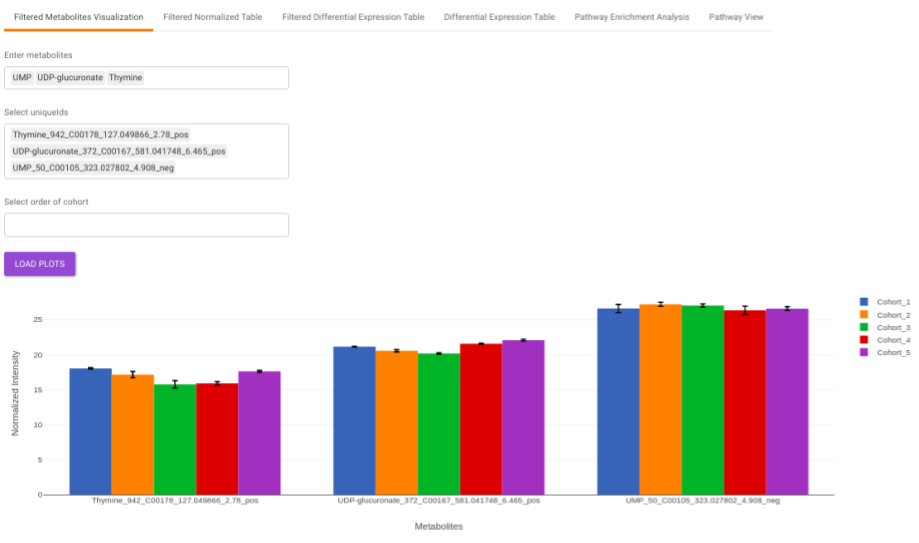 Filtered Metabolites Visualization Filtered Normalized Table Filtered Differential Expression Table Differential Expression Table Pathway Enrichment Analysis Pathway View
Enter metabolites
UMP UDP-glucuronate Thymine
Select uniqueIds
Thymine_942_C00178_127.049866_2.78_pos
UDP-glucuronate_372_C00167_581.041748_6.465_pos
UMP_50_C00105_323.027802_4.908_neg
Select order of cohort
LOAD PLOTS
Normalized Intensity
25
20
15
10
5
0
Thymine_942_C00178_127.049866_2.78_pos UDP-glucuronate_372_C00167_581.041748_6.465_pos UMP_50_C00105_323.027802_4.908_neg
Metabolites
Cohort_1
Cohort_2
Cohort_3
Cohort_4
Cohort_5